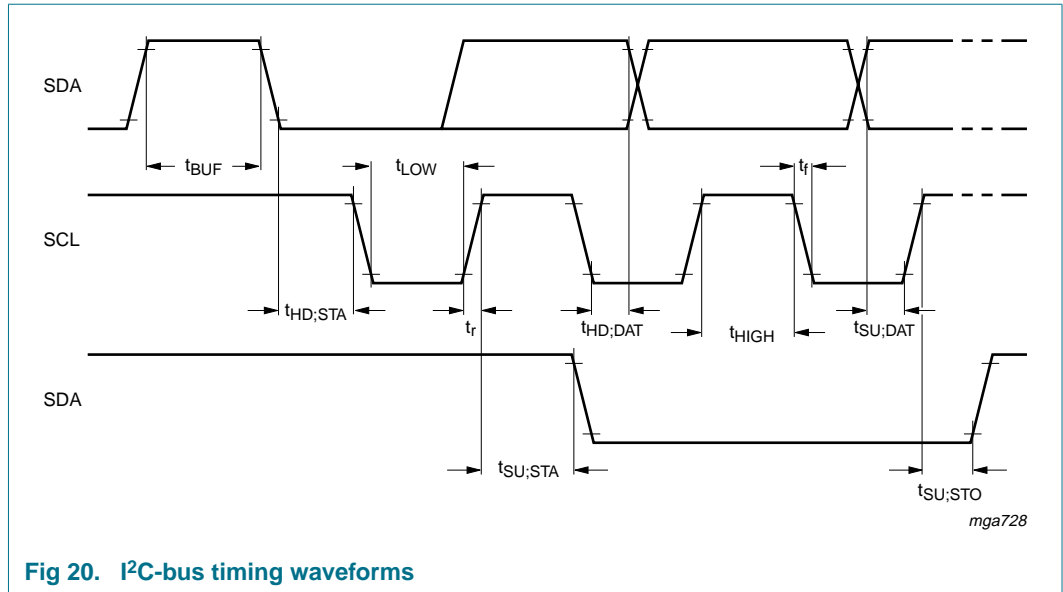 SDA
tBUF tLOW tf
SCL
tHD;STA tr tHD;DAT tHIGH tSU;DAT
SDA
tSU;STA tSU;STO
mga728
Fig 20. I²C-bus timing waveforms